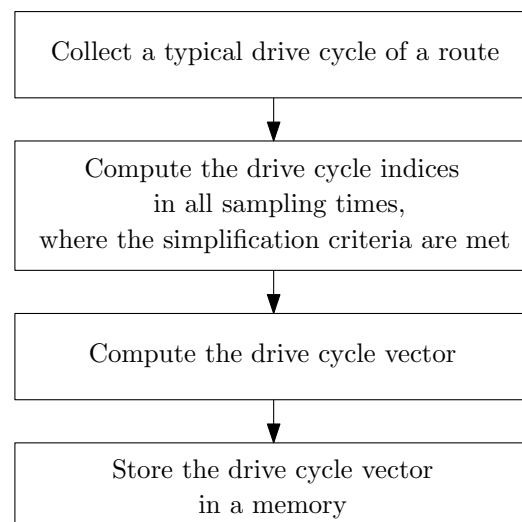 Collect a typical drive cycle of a route
Compute the drive cycle indices
in all sampling times,
where the simplification criteria are met
Compute the drive cycle vector
Store the drive cycle vector
in a memory